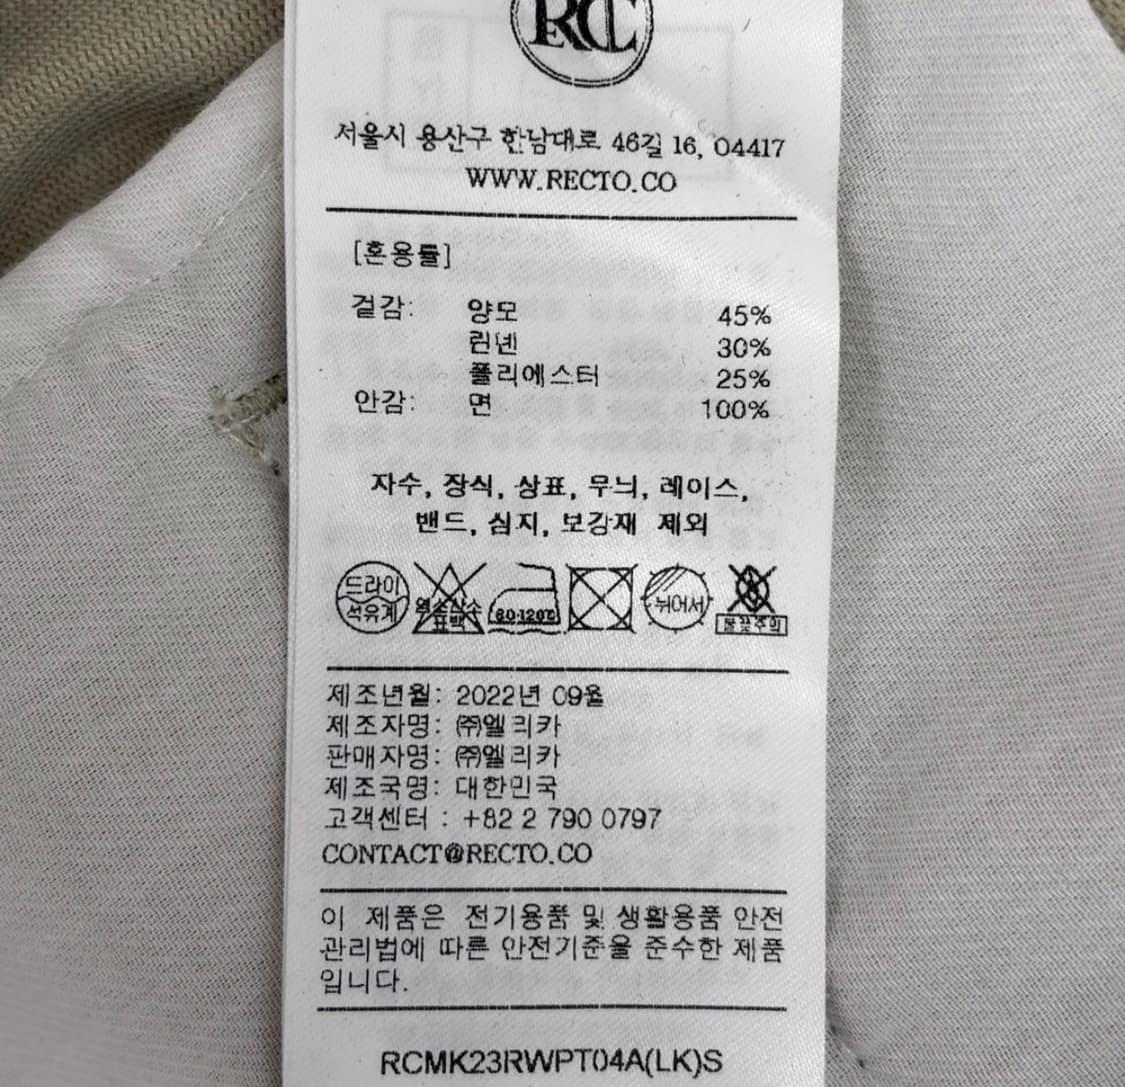 RCT
서울시 용산구 한남대로 46길 16, 04417
WWW.RECTO.CO
[혼용률]
겉감: 양모 45%
린넨 30%
폴리에스터 25%
안감: 면 100%
자수, 장식, 상표, 무늬, 레이스,
밴드, 심지, 보강재 제외
드라이 석유계 염소산소 표백 80-120℃ 뉘어서 불꽃주의
제조년월: 2022년 09월
제조자명: ㈜엘리카
판매자명: ㈜엘리카
제조국명: 대한민국
고객센터 : +82 2 790 0797
CONTACT@RECTO.CO
이 제품은 전기용품 및 생활용품 안전
관리법에 따른 안전기준을 준수한 제품
입니다.
RCMK23RWPT04A(LK)S